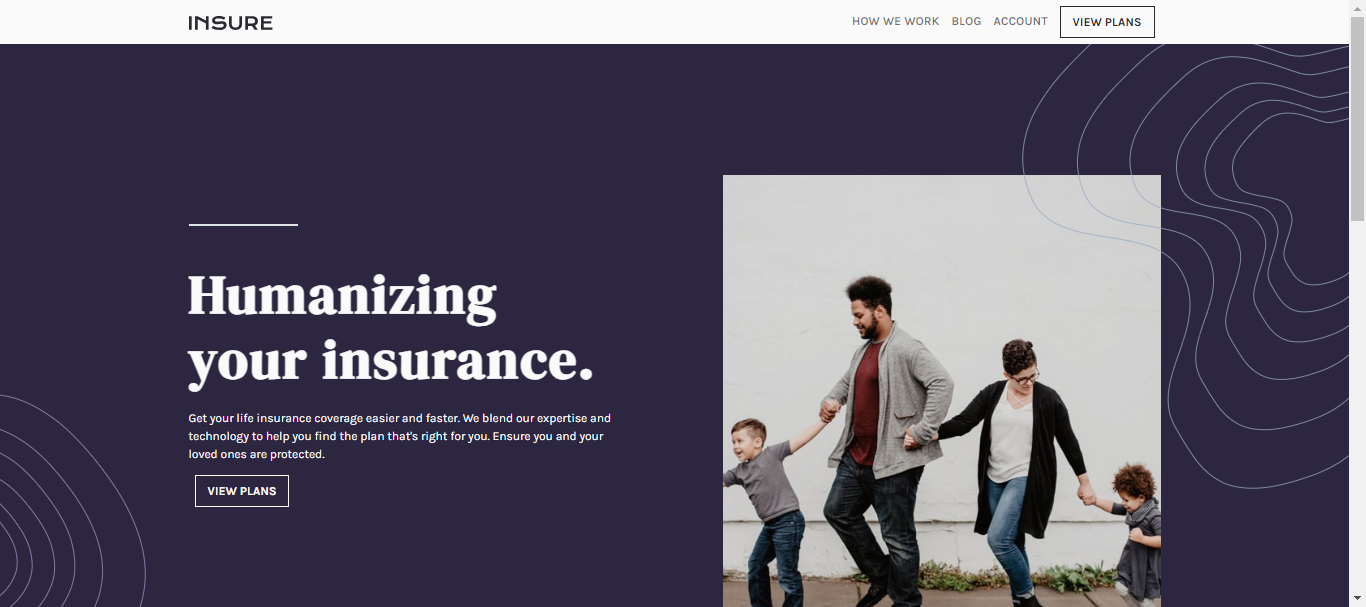 INSURE
HOW WE WORK
BLOG
ACCOUNT
VIEW PLANS
Humanizing
your insurance.
Get your life insurance coverage easier and faster. We blend our expertise and
technology to help you find the plan that's right for you. Ensure you and your
loved ones are protected.
VIEW PLANS